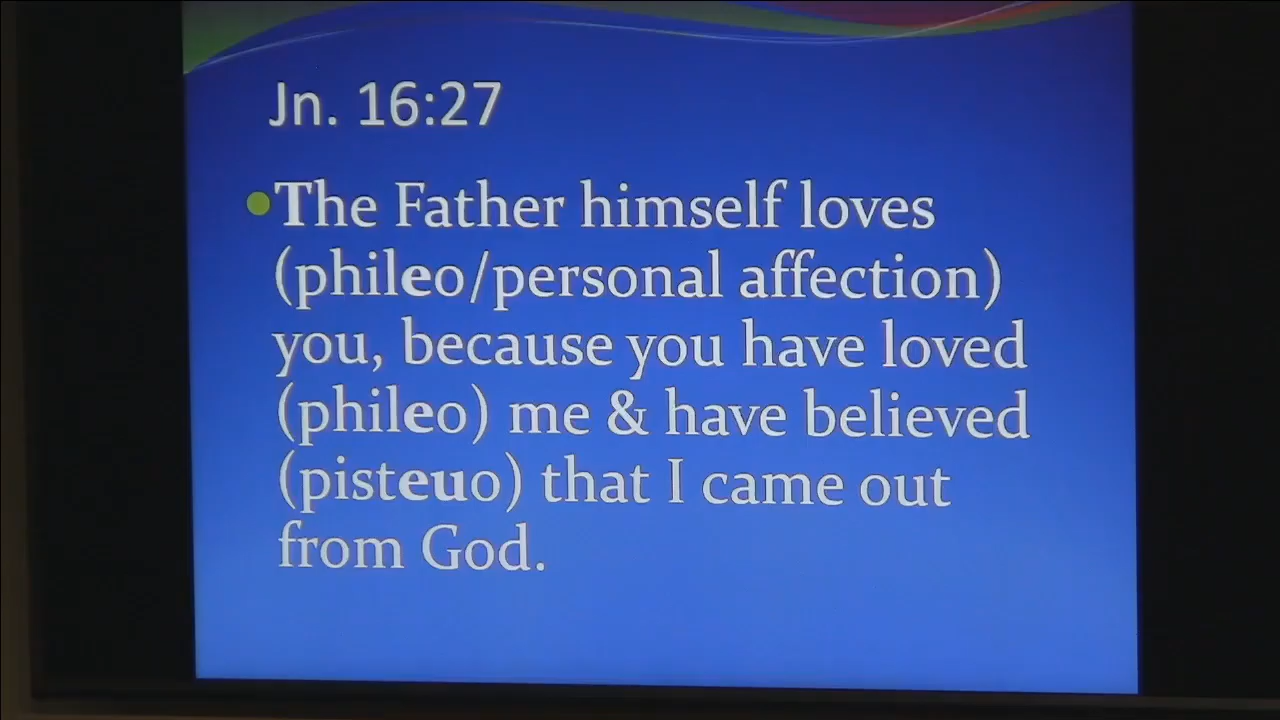 Jn. 16:27
The Father himself loves
(phileo/personal affection)
you, because you have loved
(phileo) me & have believed
(pisteuo) that I came out
from God.